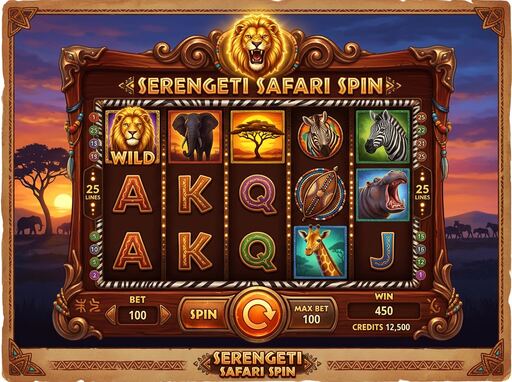 SERENGETI SAFARI SPIN
WILD
25
LINES
25
LINES
A K Q
A K Q J
BET
100
SPIN
MAX BET
100
WIN
450
CREDITS 12,500
SERENGETI
SAFARI SPIN